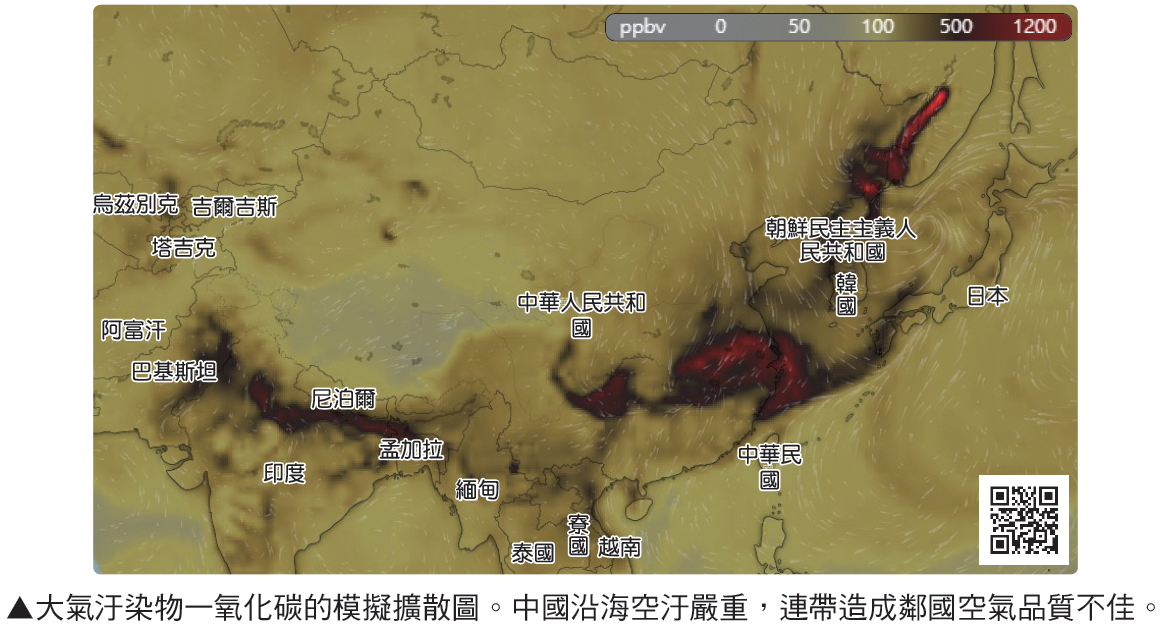 ppbv 0 50 100 500 1200
烏茲別克 吉爾吉斯
塔吉克
朝鮮民主主義人
民共和國
韓
國
日本
中華人民共和
國
阿富汗
巴基斯坦
尼泊爾
孟加拉
印度
緬甸
中華民
國
寮
國
泰國
越南
▲大氣汙染物一氧化碳的模擬擴散圖。中國沿海空汙嚴重，連帶造成鄰國空氣品質不佳。